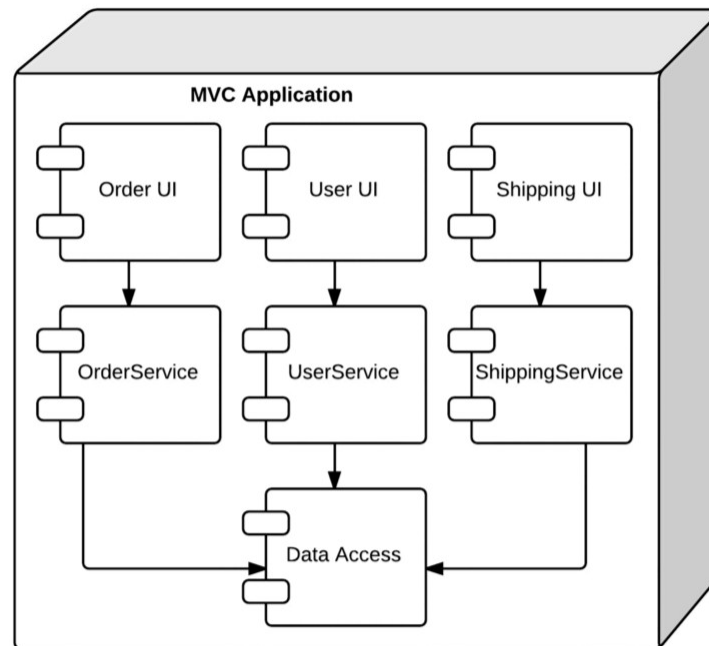 MVC Application
Order UI
User UI
Shipping UI
OrderService
UserService
ShippingService
Data Access